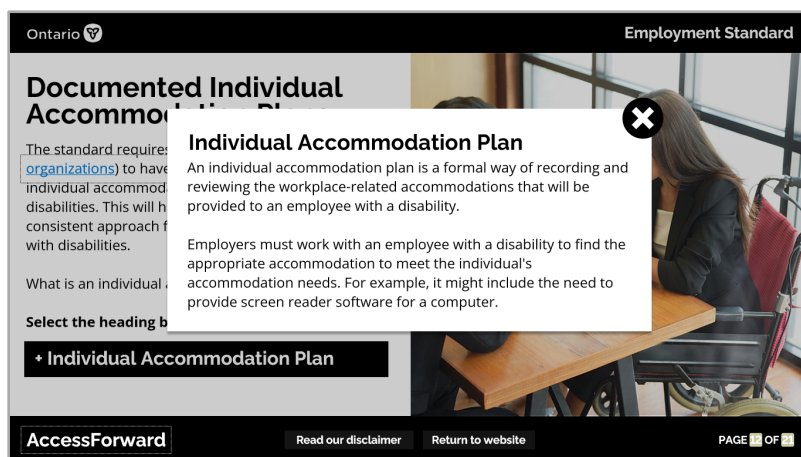 Ontario
Employment Standard
Documented Individual
Accommodation Plans
The standard requires
organizations) to have
individual accommod
disabilities. This will h
consistent approach f
with disabilities.
What is an individual
Select the heading b
+ Individual Accommodation Plan
Individual Accommodation Plan
An individual accommodation plan is a formal way of recording and
reviewing the workplace-related accommodations that will be
provided to an employee with a disability.
Employers must work with an employee with a disability to find the
appropriate accommodation to meet the individual's
accommodation needs. For example, it might include the need to
provide screen reader software for a computer.
AccessForward
Read our disclaimer
Return to website
PAGE 12 OF 21